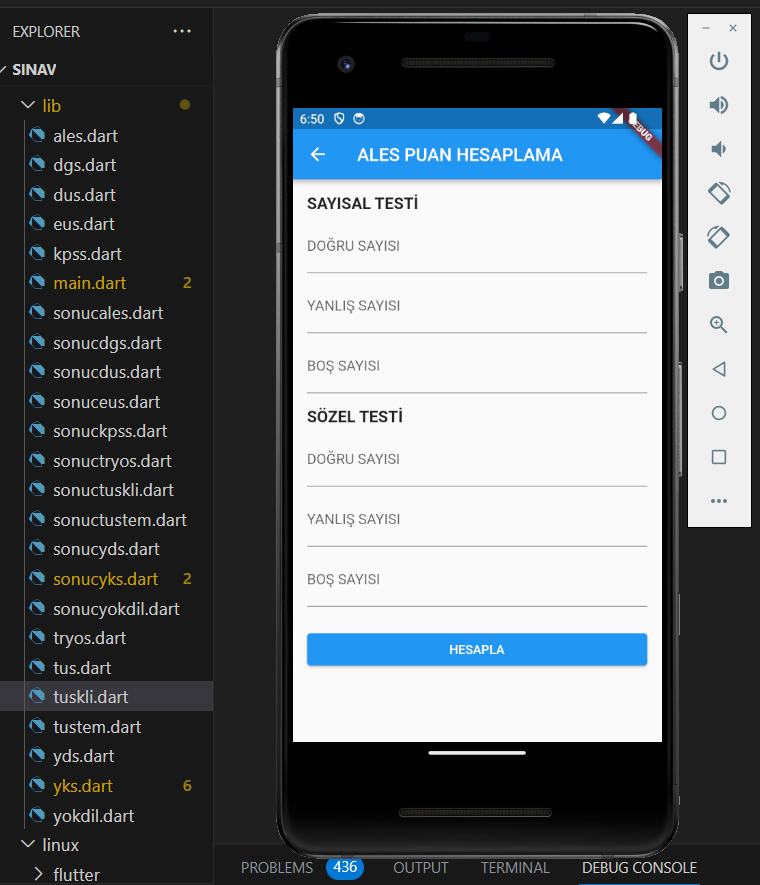 EXPLORER
SINAV
lib
ales.dart
dgs.dart
dus.dart
eus.dart
kpss.dart
main.dart 2
sonucales.dart
sonucdgs.dart
sonucdus.dart
sonuceus.dart
sonuckpss.dart
sonuctryos.dart
sonuctuskli.dart
sonuctustem.dart
sonucyds.dart
sonucyks.dart 2
sonucyokdil.dart
tryos.dart
tus.dart
tuskli.dart
tustem.dart
yds.dart
yks.dart 6
yokdil.dart
linux
flutter
6:50
DEBUG
ALES PUAN HESAPLAMA
SAYISAL TESTİ
DOĞRU SAYISI
YANLIŞ SAYISI
BOŞ SAYISI
SÖZEL TESTİ
DOĞRU SAYISI
YANLIŞ SAYISI
BOŞ SAYISI
HESAPLA
PROBLEMS 436 OUTPUT TERMINAL DEBUG CONSOLE